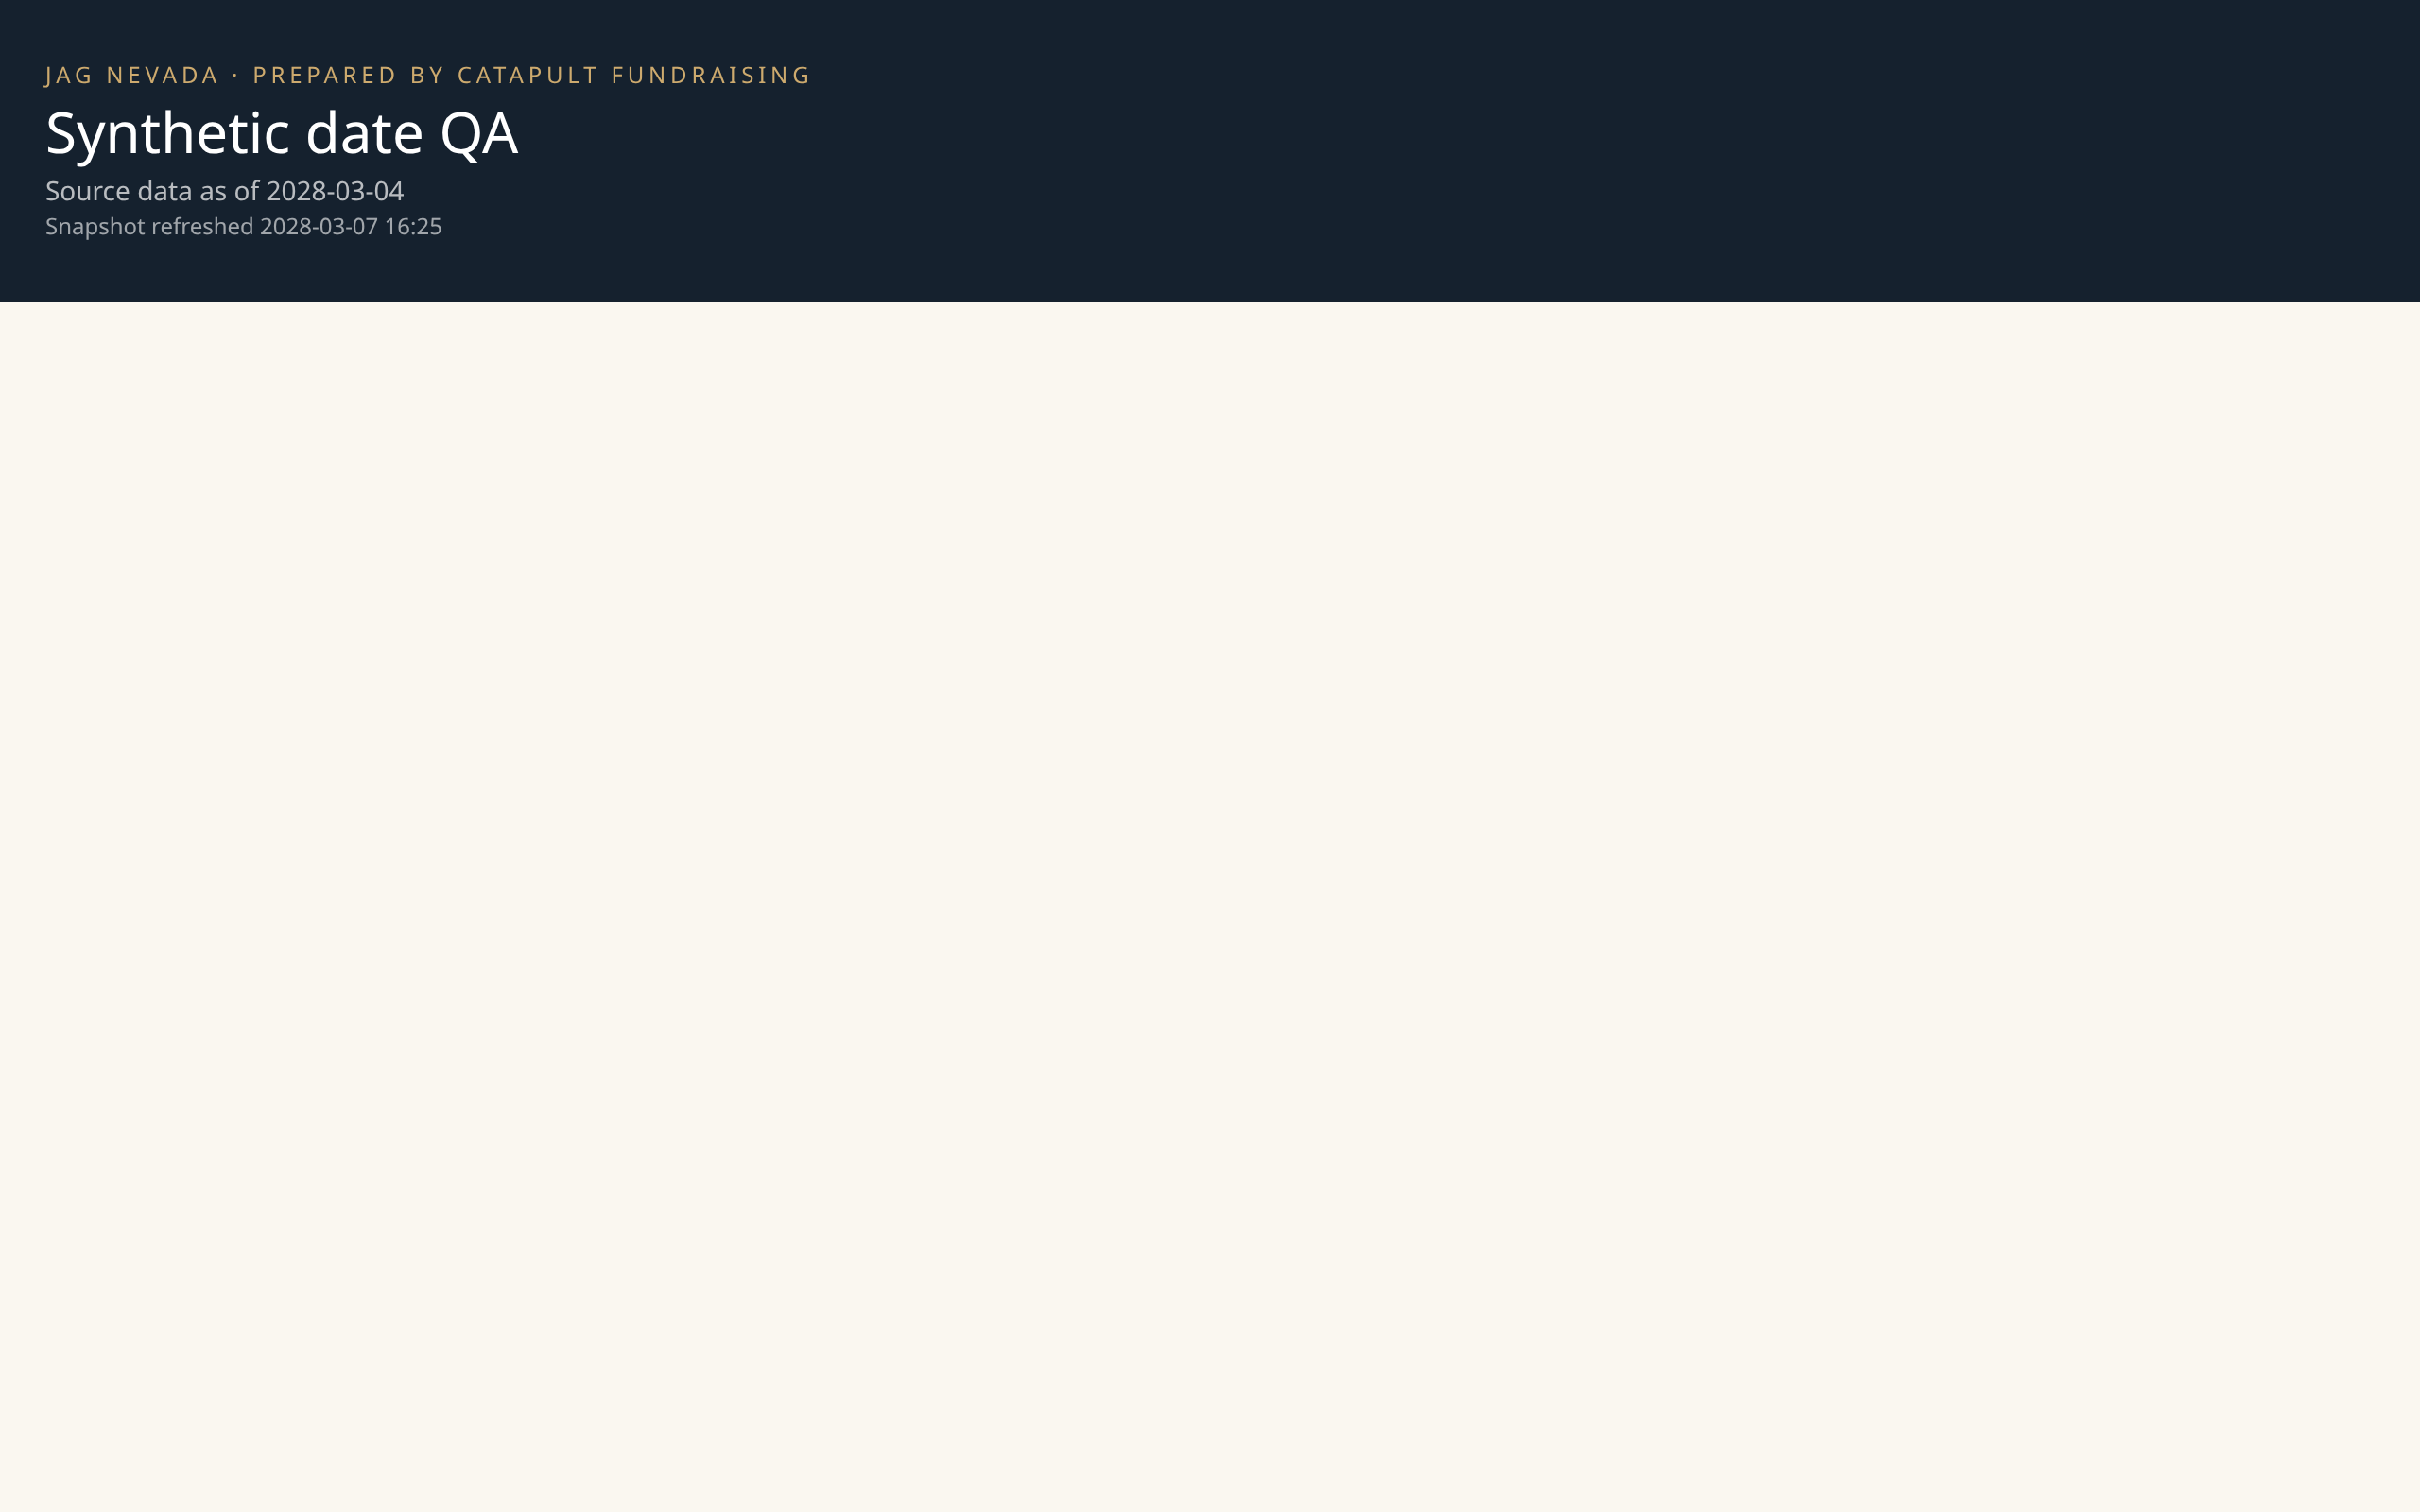 JAG NEVADA · PREPARED BY CATAPULT FUNDRAISING
Synthetic date QA
Source data as of 2028-03-04
Snapshot refreshed 2028-03-07 16:25